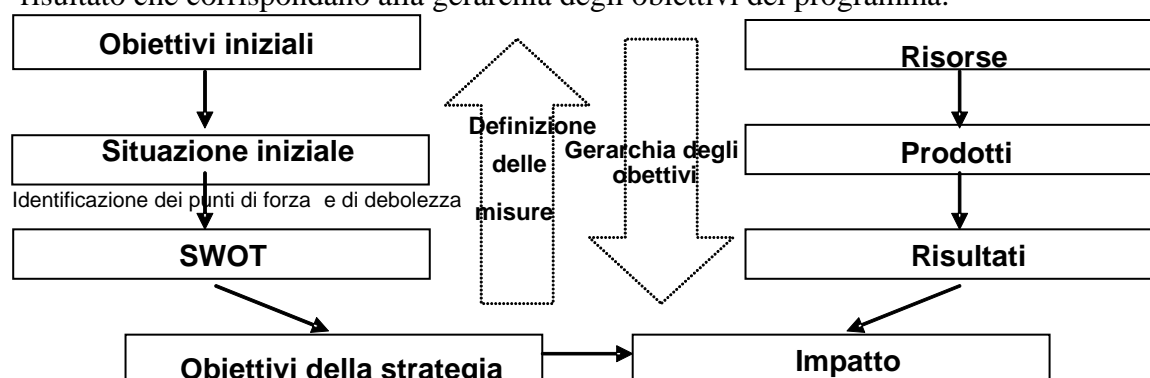 risultato che corrispondano alla gerarchia degli obiettivi del programma.
Obiettivi iniziali
Risorse
Definizione
delle
misure
Gerarchia degli
obettivi
Situazione iniziale
Prodotti
Identificazione dei punti di forza e di debolezza
SWOT
Risultati
Obiettivi della strategia
Impatto